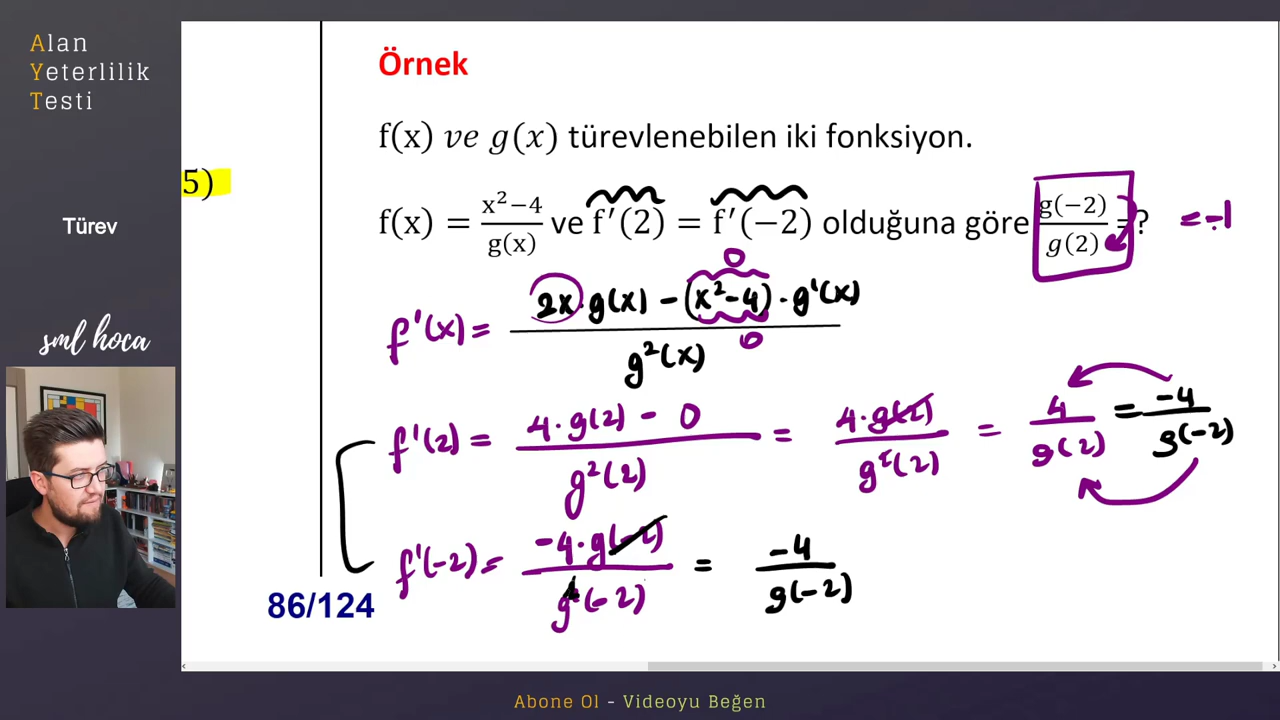 Alan
Yeterlilik
Testi
Türev
sml hoca
5)
Örnek
f(x) ve g(x) türevlenebilen iki fonksiyon.
f(x) = x²−4 / g(x) ve f′(2) = f′(−2) olduğuna göre g(−2) / g(2) = ? = -1
0
f'(x) = 2x · g(x) − (x²−4) · g'(x) / g²(x)
0
f'(2) = 4·g(2) − 0 / g²(2) = 4·g(2) / g²(2) = 4 / g(2) = -4 / g(-2)
f'(-2) = -4·g(-2) / g²(-2) = -4 / g(-2)
86/124
Abone Ol - Videoyu Beğen